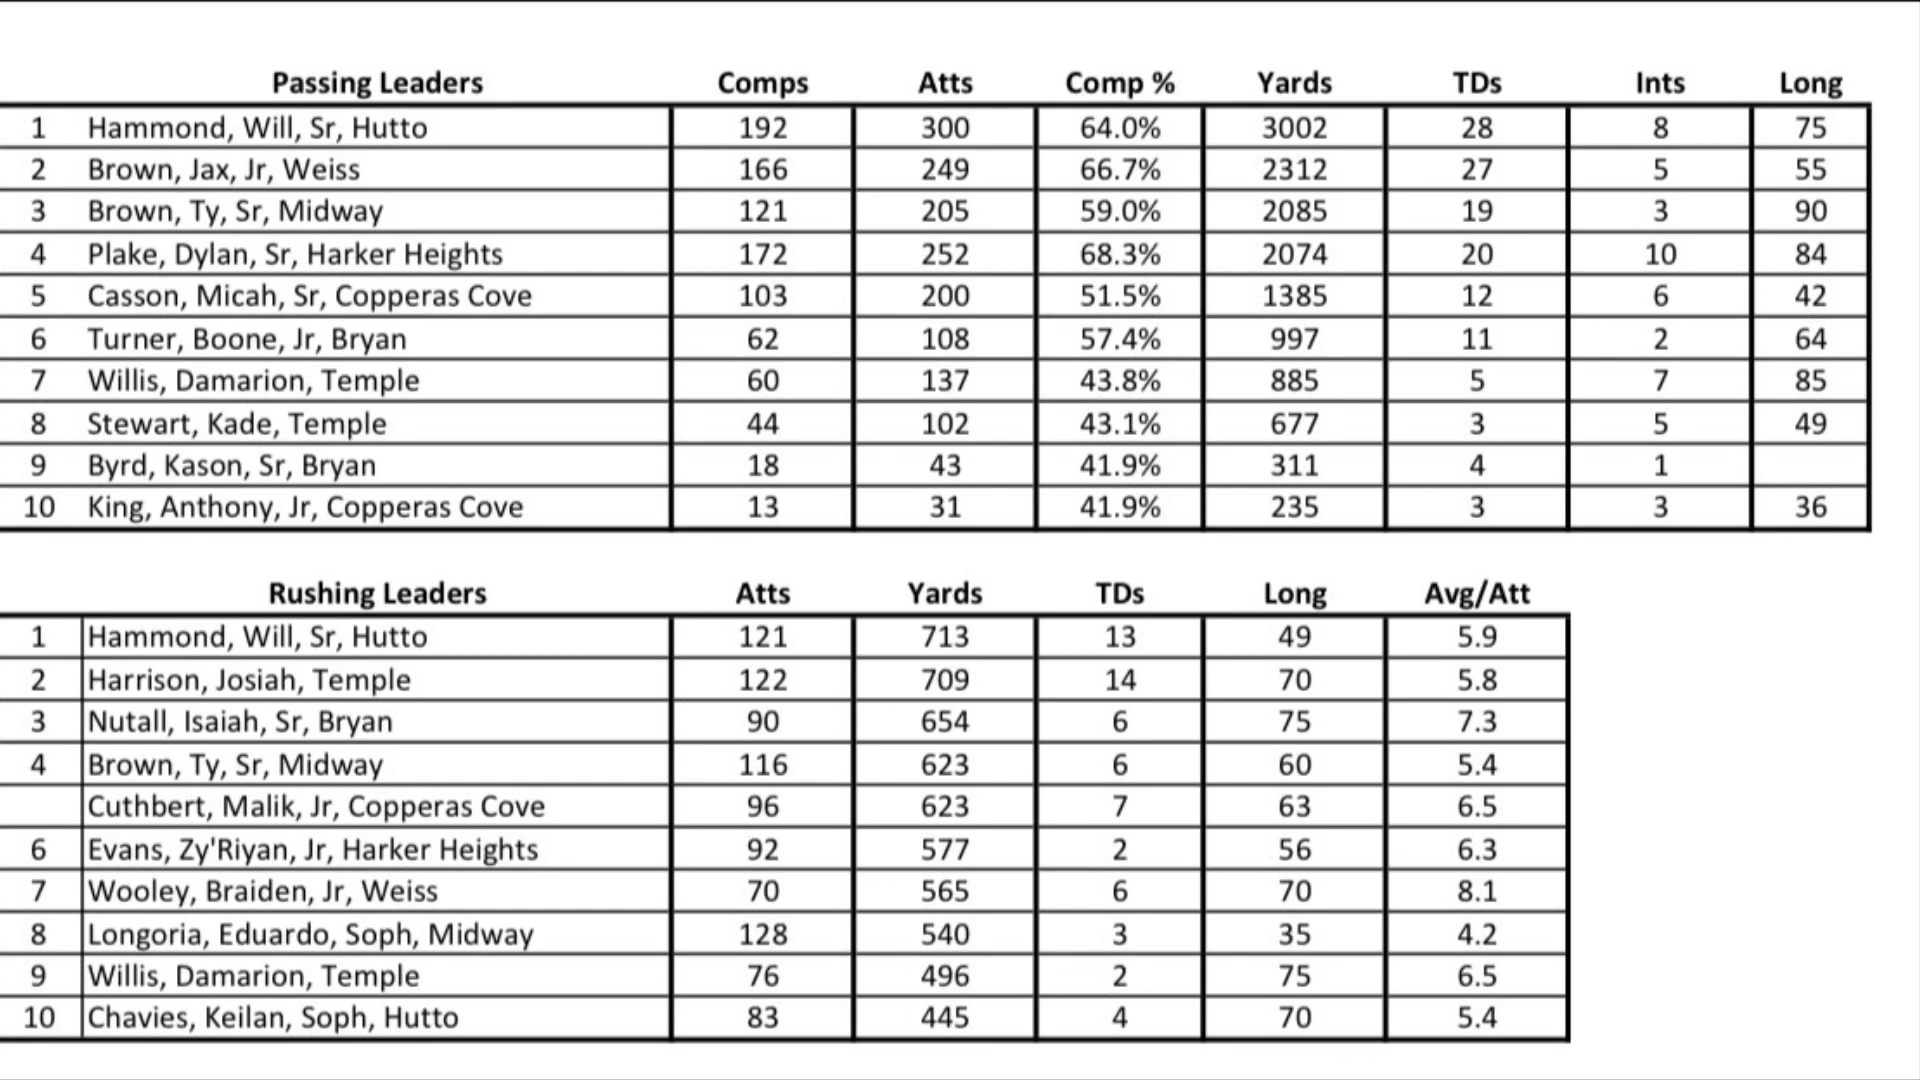 Passing Leaders Comps Atts Comp % Yards TDs Ints Long
1 Hammond, Will, Sr, Hutto 192 300 64.0% 3002 28 8 75
2 Brown, Jax, Jr, Weiss 166 249 66.7% 2312 27 5 55
3 Brown, Ty, Sr, Midway 121 205 59.0% 2085 19 3 90
4 Plake, Dylan, Sr, Harker Heights 172 252 68.3% 2074 20 10 84
5 Casson, Micah, Sr, Copperas Cove 103 200 51.5% 1385 12 6 42
6 Turner, Boone, Jr, Bryan 62 108 57.4% 997 11 2 64
7 Willis, Damarion, Temple 60 137 43.8% 885 5 7 85
8 Stewart, Kade, Temple 44 102 43.1% 677 3 5 49
9 Byrd, Kason, Sr, Bryan 18 43 41.9% 311 4 1
10 King, Anthony, Jr, Copperas Cove 13 31 41.9% 235 3 3 36
Rushing Leaders Atts Yards TDs Long Avg/Att
1 Hammond, Will, Sr, Hutto 121 713 13 49 5.9
2 Harrison, Josiah, Temple 122 709 14 70 5.8
3 Nutall, Isaiah, Sr, Bryan 90 654 6 75 7.3
4 Brown, Ty, Sr, Midway 116 623 6 60 5.4
Cuthbert, Malik, Jr, Copperas Cove 96 623 7 63 6.5
6 Evans, Zy'Riyan, Jr, Harker Heights 92 577 2 56 6.3
7 Wooley, Braiden, Jr, Weiss 70 565 6 70 8.1
8 Longoria, Eduardo, Soph, Midway 128 540 3 35 4.2
9 Willis, Damarion, Temple 76 496 2 75 6.5
10 Chavies, Keilan, Soph, Hutto 83 445 4 70 5.4